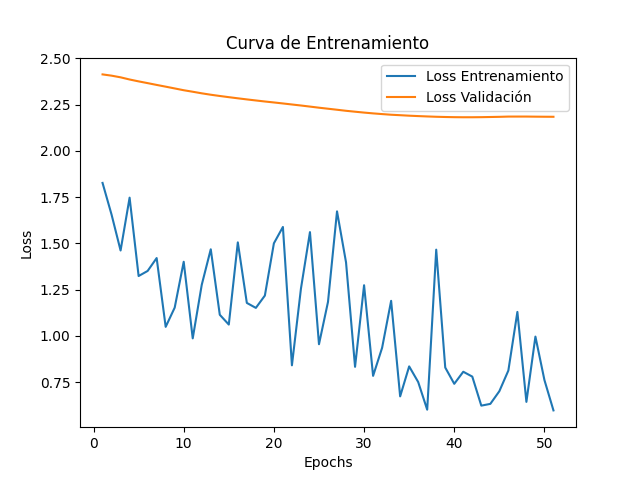 Curva de Entrenamiento
2.50
2.25
2.00
1.75
1.50
1.25
1.00
0.75
Loss
Loss Entrenamiento
Loss Validación
0
10
20
30
40
50
Epochs